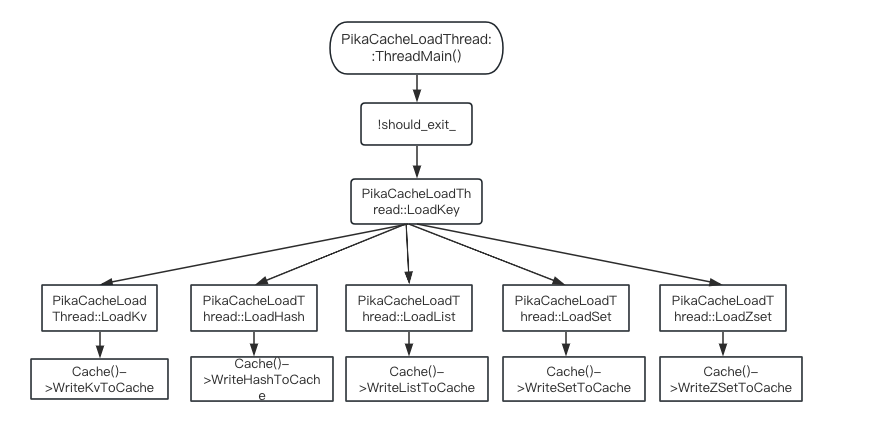 PikaCacheLoadThread:
:ThreadMain()
!should_exit_
PikaCacheLoadTh
read::LoadKey
PikaCacheLoad
Thread::LoadKv
PikaCacheLoadT
hread::LoadHash
PikaCacheLoadT
hread::LoadList
PikaCacheLoadT
hread::LoadSet
PikaCacheLoadT
hread::LoadZset
Cache()–
>WriteKvToCache
Cache()–
>WriteHashToCach
e
Cache()–
>WriteListToCache
Cache()–
>WriteSetToCache
Cache()–
>WriteZSetToCache